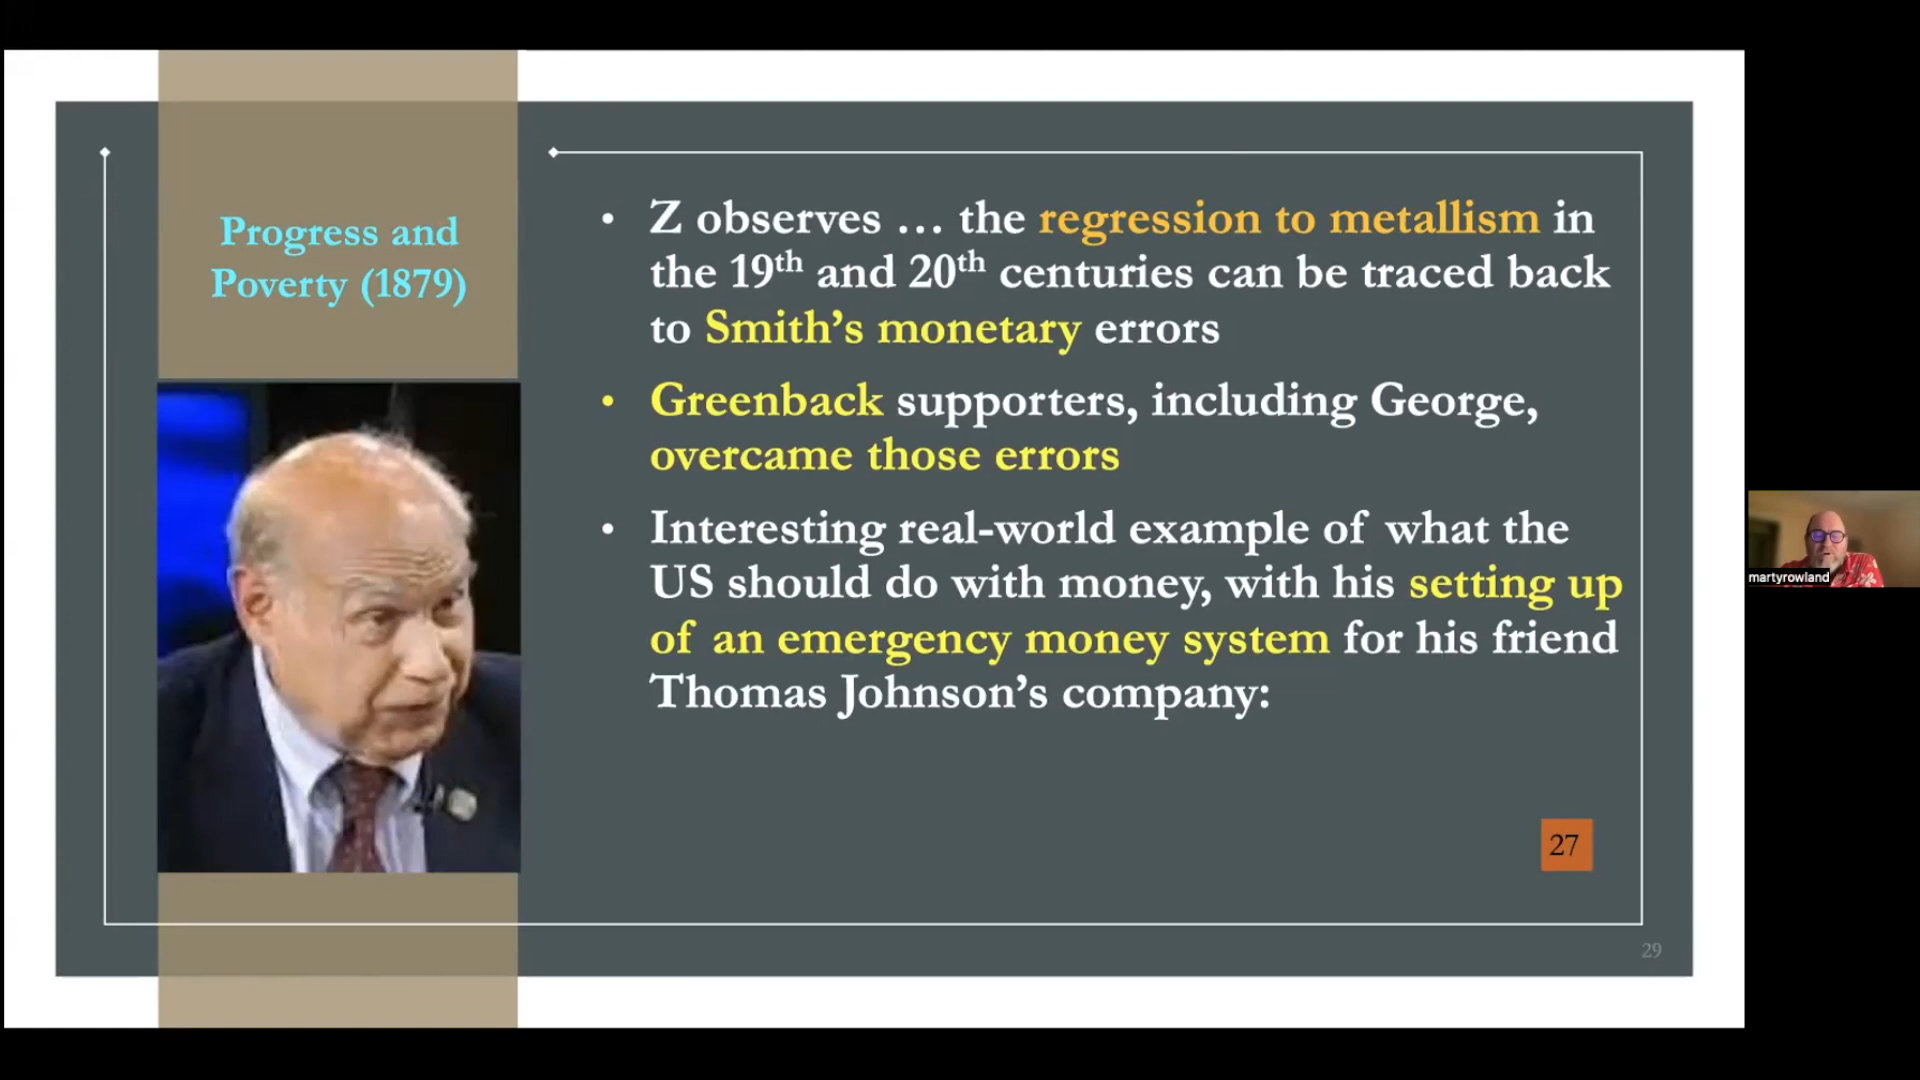 Progress and
Poverty (1879)
• Z observes … the regression to metallism in
the 19th and 20th centuries can be traced back
to Smith’s monetary errors
• Greenback supporters, including George,
overcame those errors
• Interesting real-world example of what the
US should do with money, with his setting up
of an emergency money system for his friend
Thomas Johnson’s company:
27
29
martyrowland